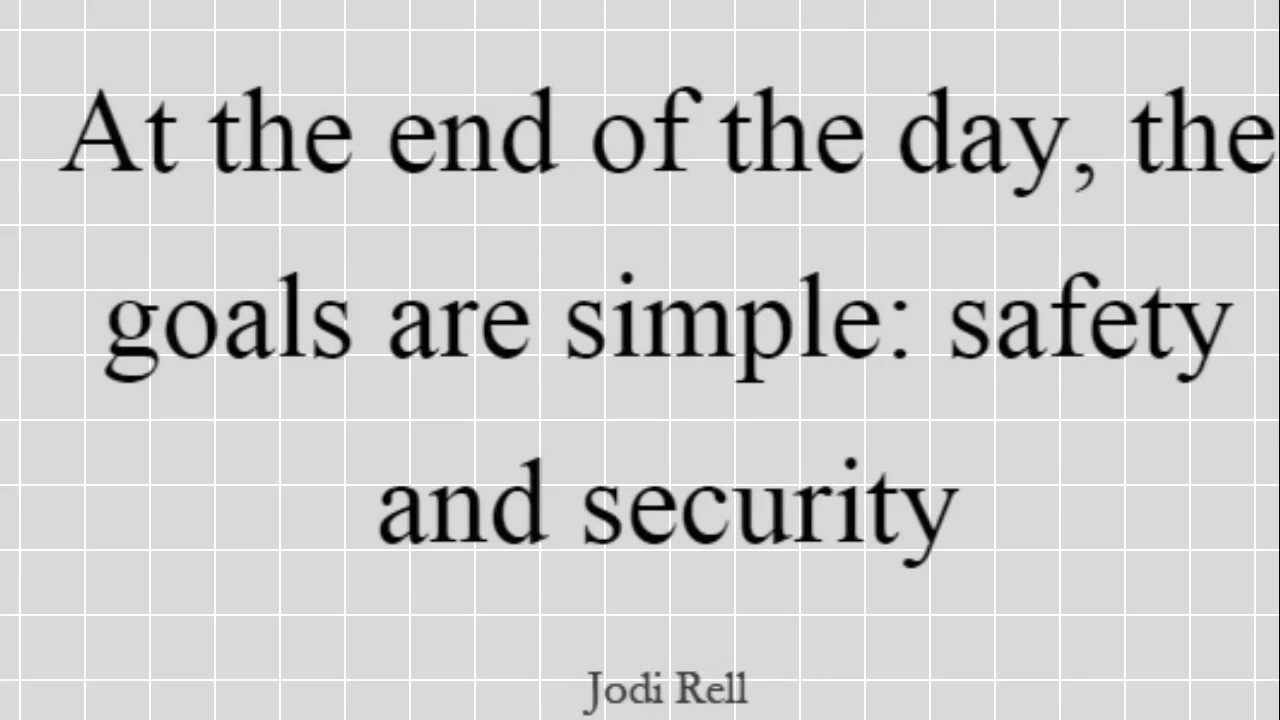 At the end of the day, the
goals are simple: safety
and security
Jodi Rell